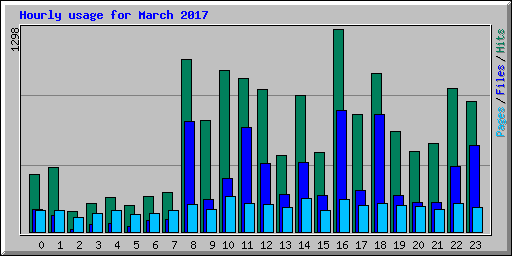 Hourly usage for March 2017
1298
Pages / Files / Hits
0 1 2 3 4 5 6 7 8 9 10 11 12 13 14 15 16 17 18 19 20 21 22 23